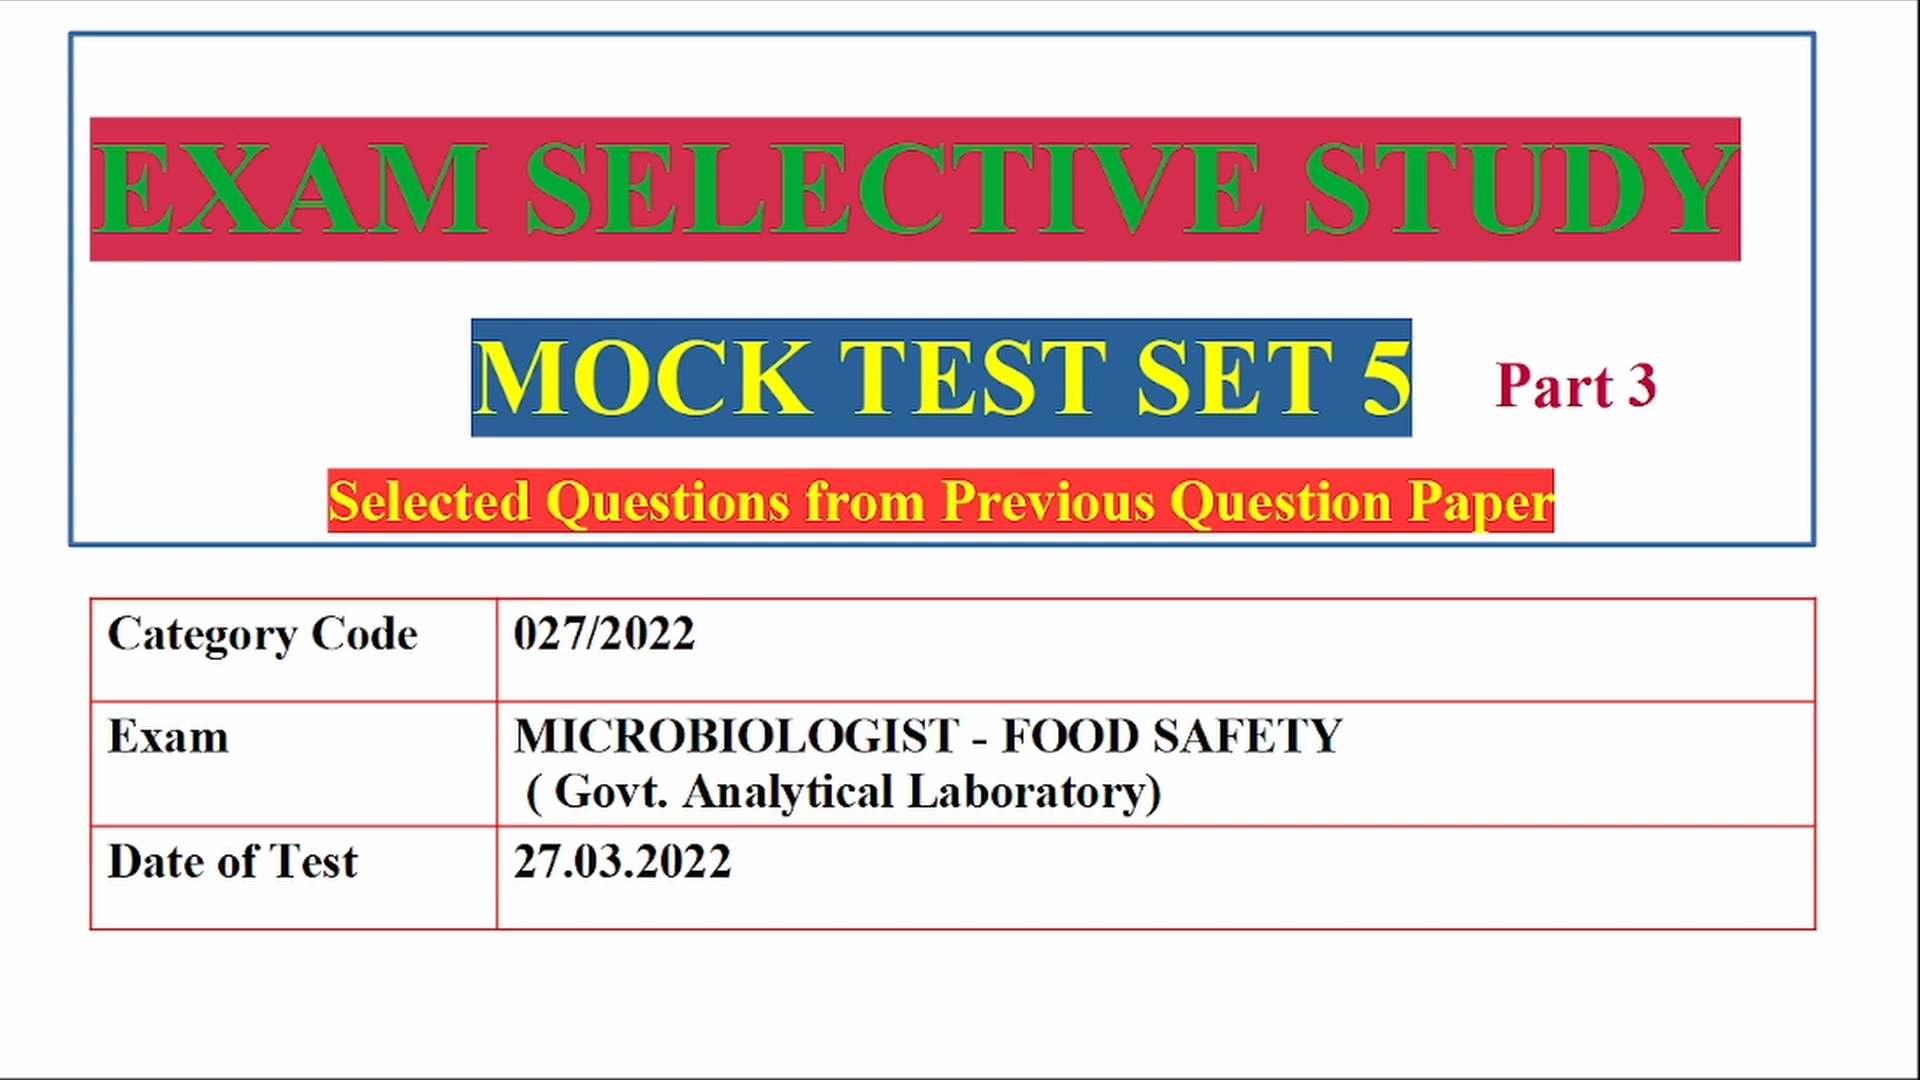 EXAM SELECTIVE STUDY
MOCK TEST SET 5 Part 3
Selected Questions from Previous Question Paper
Category Code 027/2022
Exam MICROBIOLOGIST - FOOD SAFETY
( Govt. Analytical Laboratory)
Date of Test 27.03.2022